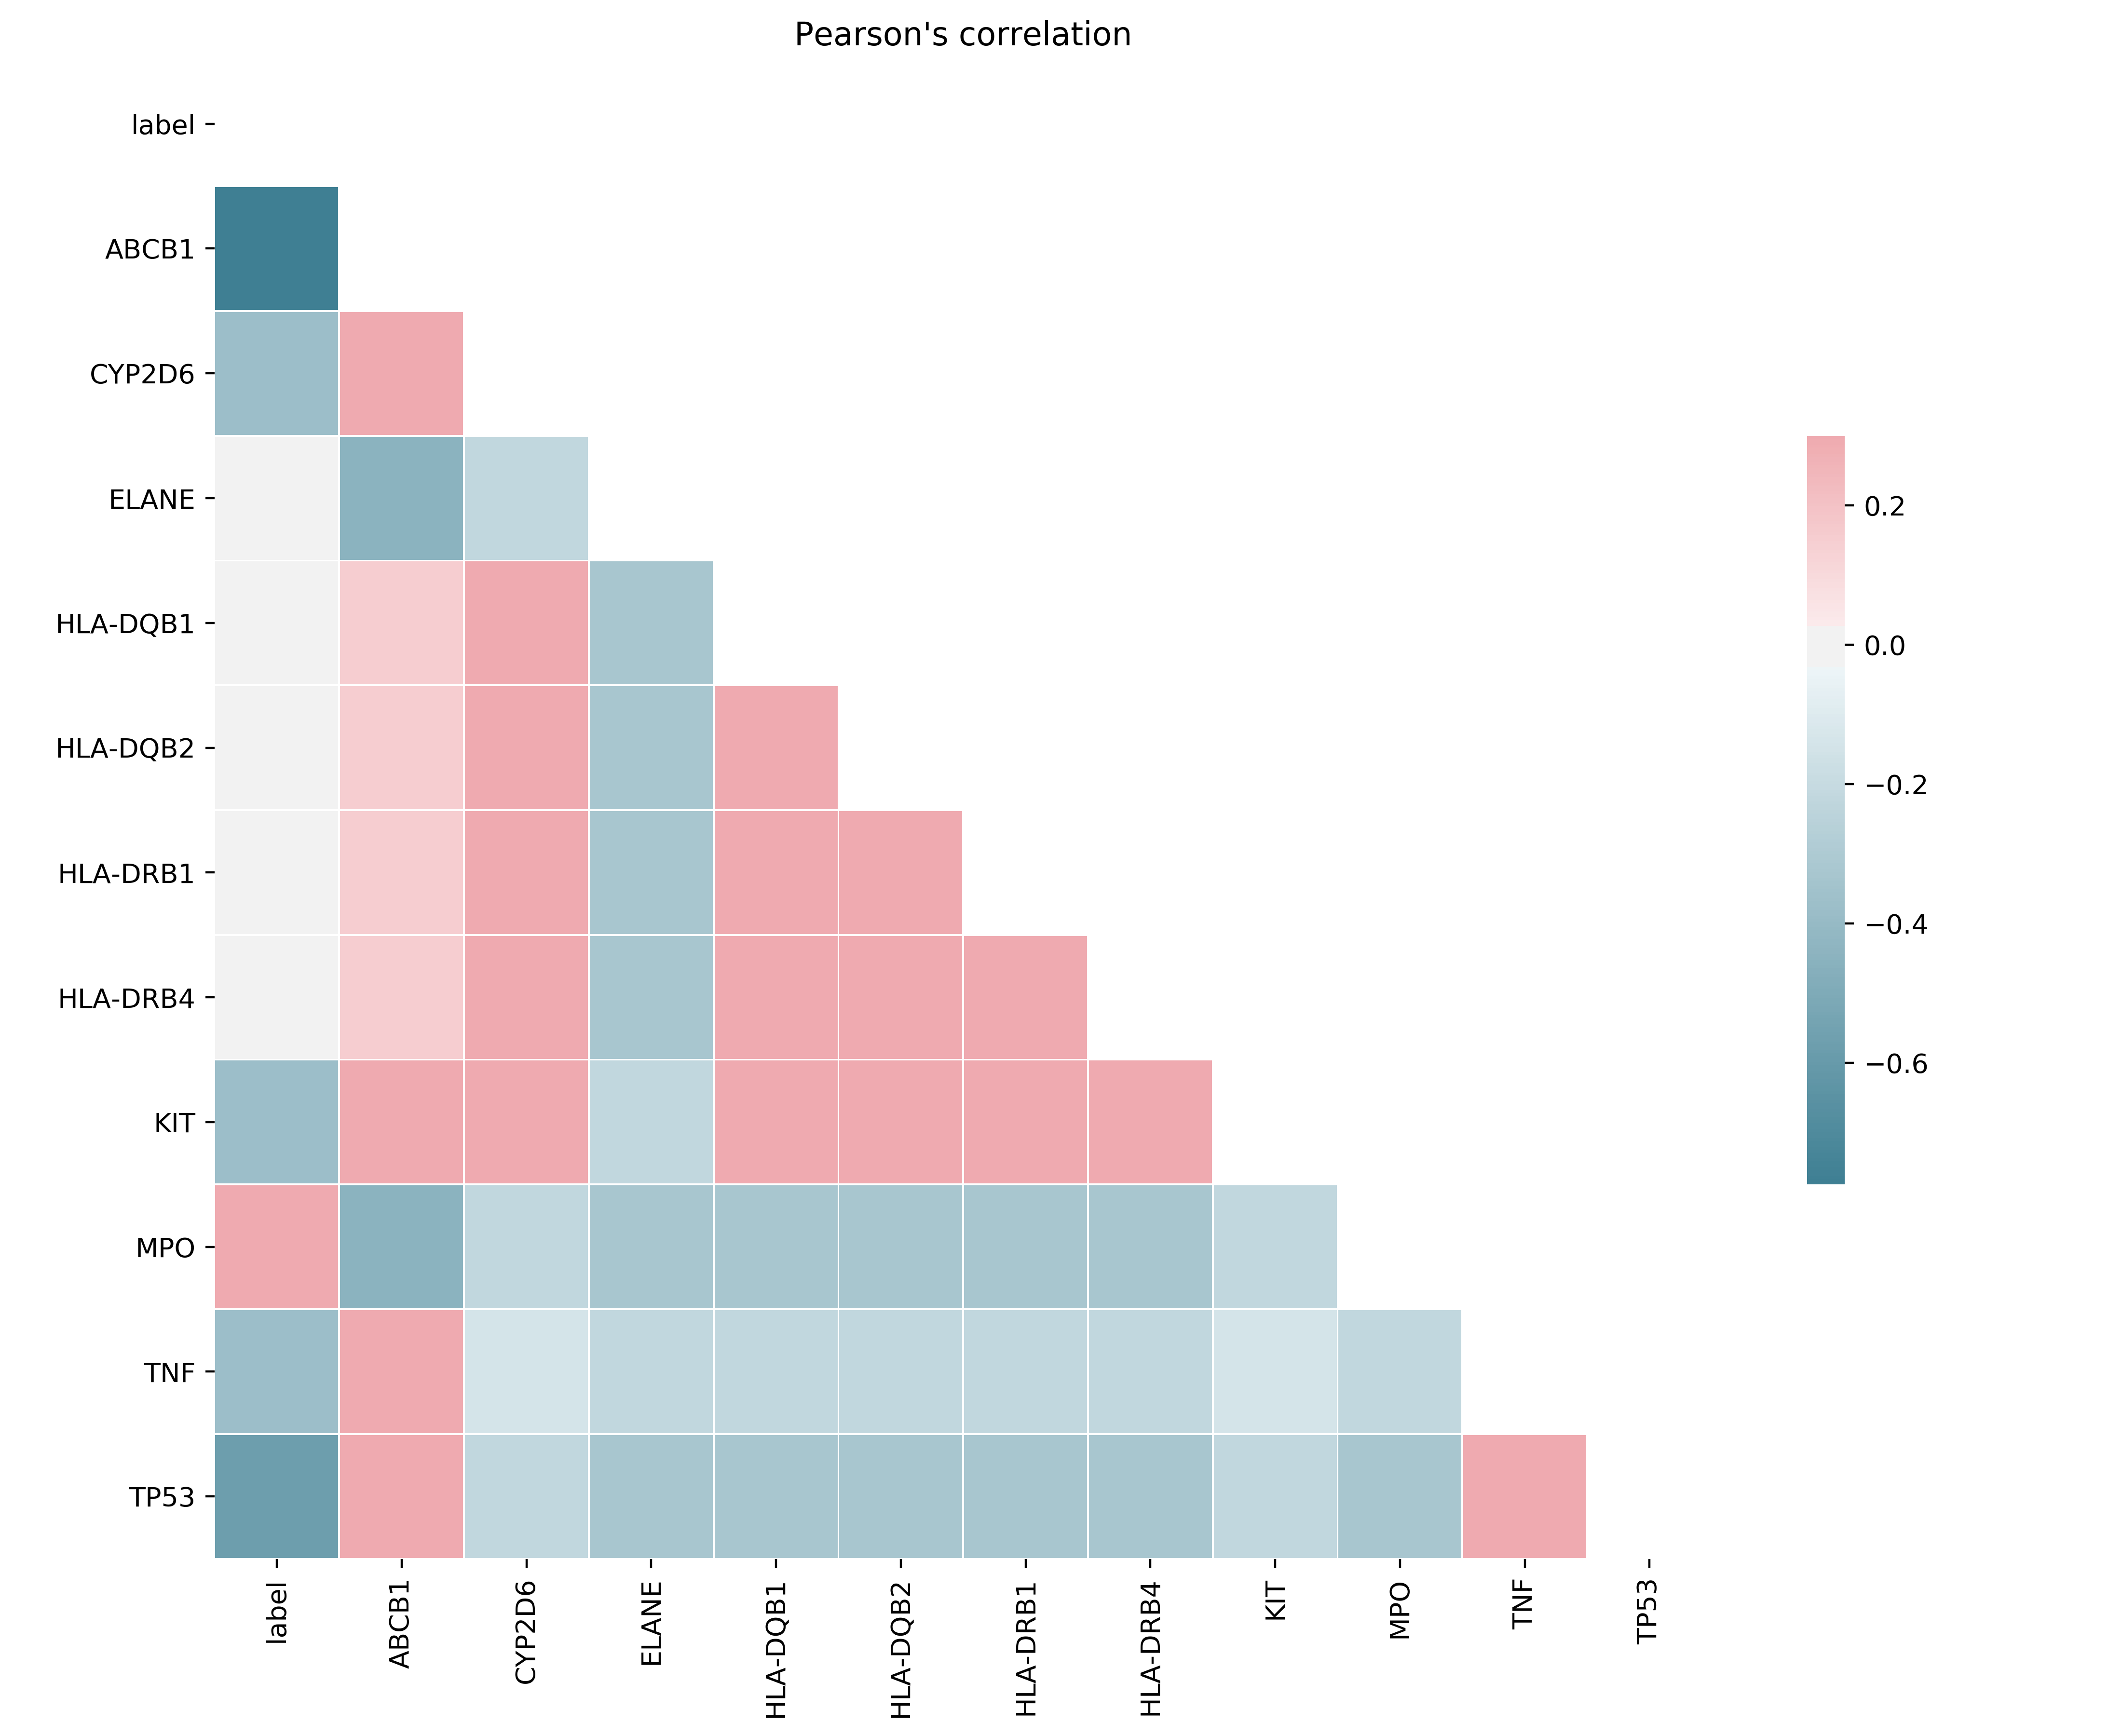 Pearson's correlation
label
ABCB1
CYP2D6
ELANE
HLA-DQB1
HLA-DQB2
HLA-DRB1
HLA-DRB4
KIT
MPO
TNF
TP53
label
ABCB1
CYP2D6
ELANE
HLA-DQB1
HLA-DQB2
HLA-DRB1
HLA-DRB4
KIT
MPO
TNF
TP53
0.2
0.0
−0.2
−0.4
−0.6